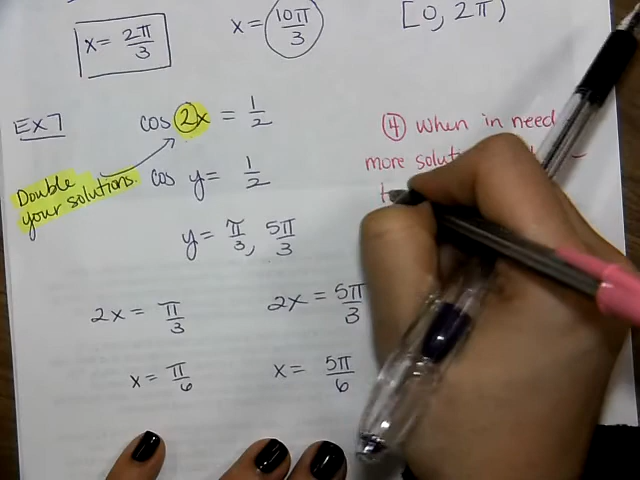 x = 2π/3
x = 10π/3
[0, 2π)
EX7
cos 2x = 1/2
Double
your solutions.
cos y = 1/2
y = π/3, 5π/3
2x = π/3
2x = 5π/3
x = π/6
x = 5π/6
④ When in need
more